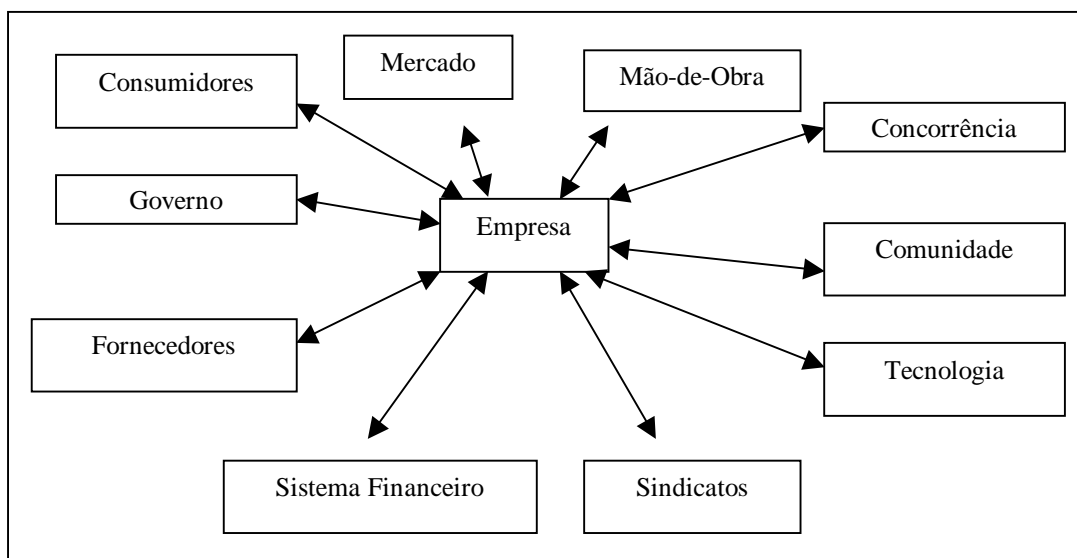 Mercado
Consumidores
Mão-de-Obra
Concorrência
Governo
Empresa
Comunidade
Fornecedores
Tecnologia
Sistema Financeiro
Sindicatos